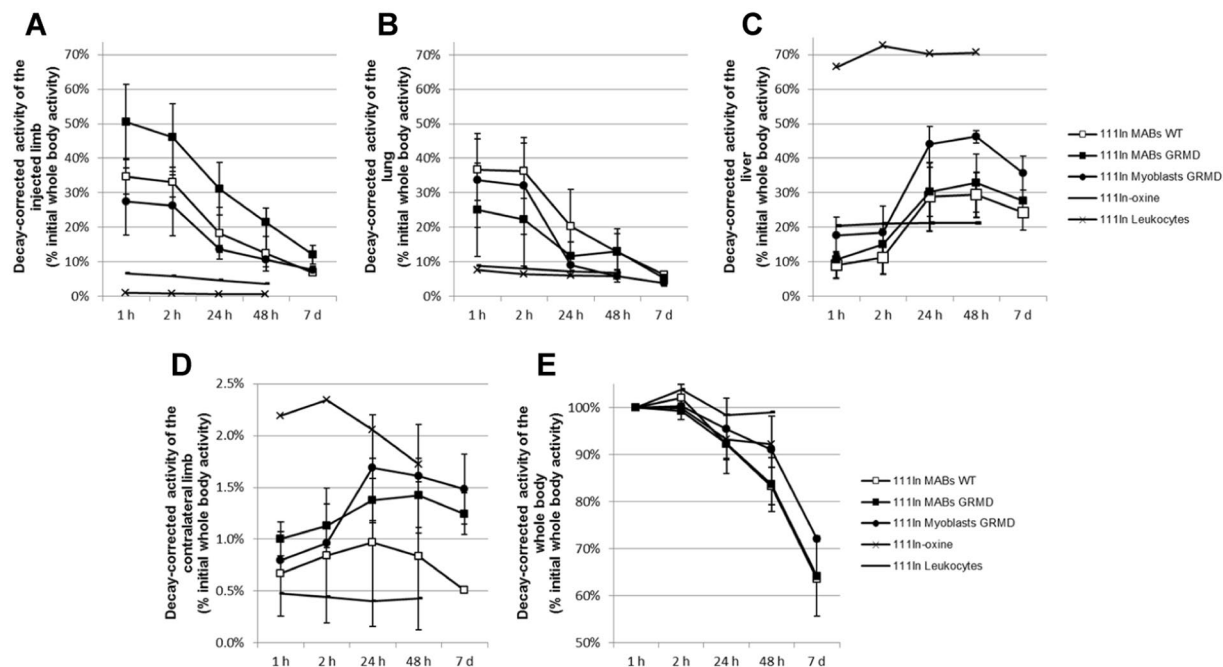 A
Decay-corrected activity of the
injected limb
(% initial whole body activity)
70%
60%
50%
40%
30%
20%
10%
0%
1 h
2 h
24 h
48 h
7 d
B
Decay-corrected activity of the
lung
(% initial whole body activity)
70%
60%
50%
40%
30%
20%
10%
0%
1 h
2 h
24 h
48 h
7 d
C
Decay-corrected activity of the
liver
(% initial whole body activity)
70%
60%
50%
40%
30%
20%
10%
0%
1 h
2 h
24 h
48 h
7 d
111In MABs WT
111In MABs GRMD
111In Myoblasts GRMD
111In-oxine
111In Leukocytes
D
Decay-corrected activity of the
contralateral limb
(% initial whole body activity)
2.5%
2.0%
1.5%
1.0%
0.5%
0.0%
1 h
2 h
24 h
48 h
7 d
E
Decay-corrected activity of the
whole body
(% initial whole body activity)
100%
90%
80%
70%
60%
50%
1 h
2 h
24 h
48 h
7 d
111In MABs WT
111In MABs GRMD
111In Myoblasts GRMD
111In-oxine
111In Leukocytes